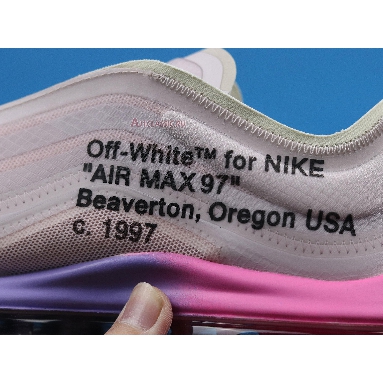 Off-White™ for NIKE
"AIR MAX 97"
Beaverton, Oregon USA
c. 1997